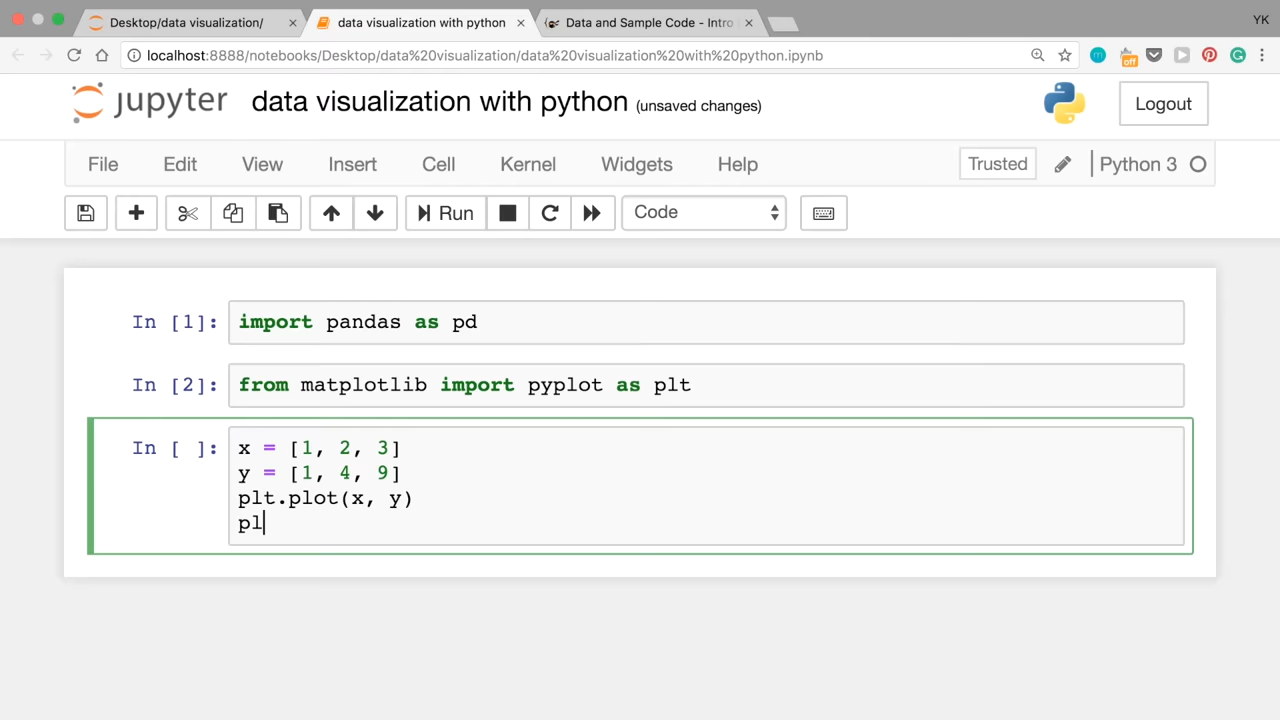 Desktop/data visualization/
data visualization with python
Data and Sample Code - Intro
YK
localhost:8888/notebooks/Desktop/data%20visualization/data%20visualization%20with%20python.ipynb
off
jupyter data visualization with python (unsaved changes)
Logout
File Edit View Insert Cell Kernel Widgets Help
Trusted
Python 3
Run
Code
In [1]: import pandas as pd
In [2]: from matplotlib import pyplot as plt
In [ ]: x = [1, 2, 3]
y = [1, 4, 9]
plt.plot(x, y)
pl